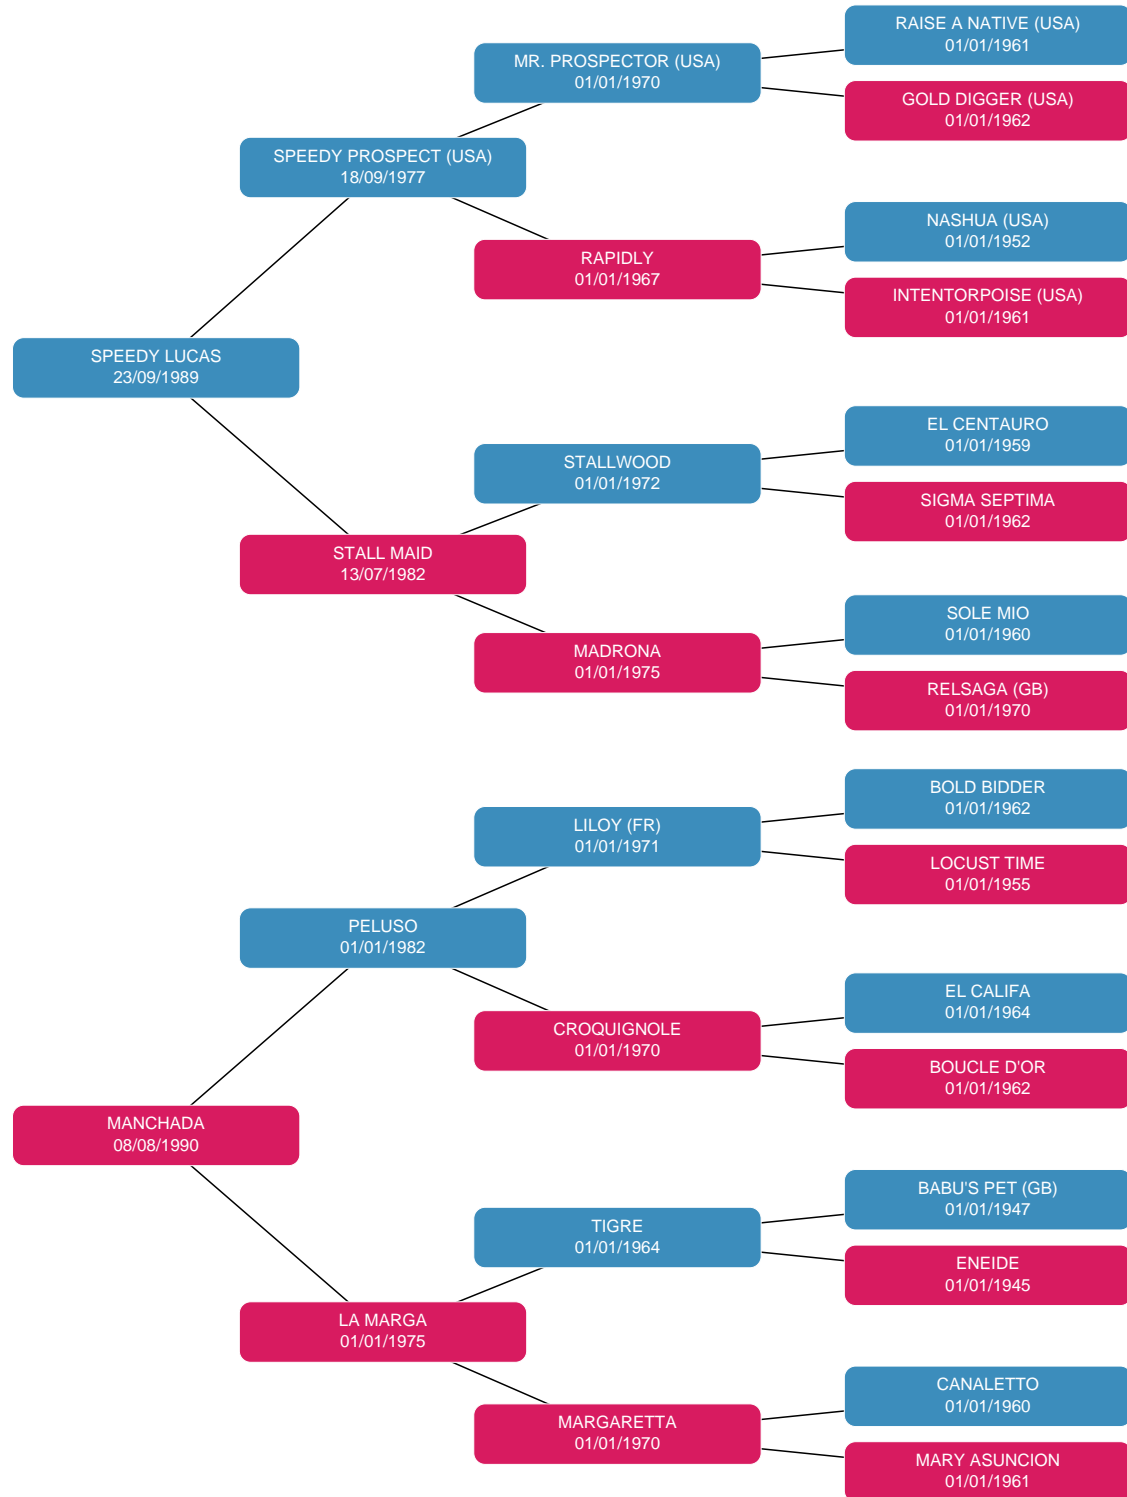 RAISE A NATIVE (USA)
01/01/1961
MR. PROSPECTOR (USA)
01/01/1970
GOLD DIGGER (USA)
01/01/1962
SPEEDY PROSPECT (USA)
18/09/1977
NASHUA (USA)
01/01/1952
RAPIDLY
01/01/1967
INTENTORPOISE (USA)
01/01/1961
SPEEDY LUCAS
23/09/1989
EL CENTAURO
01/01/1959
STALLWOOD
01/01/1972
SIGMA SEPTIMA
01/01/1962
STALL MAID
13/07/1982
SOLE MIO
01/01/1960
MADRONA
01/01/1975
RELSAGA (GB)
01/01/1970
BOLD BIDDER
01/01/1962
LILOY (FR)
01/01/1971
LOCUST TIME
01/01/1955
PELUSO
01/01/1982
EL CALIFA
01/01/1964
CROQUIGNOLE
01/01/1970
BOUCLE D'OR
01/01/1962
MANCHADA
08/08/1990
BABU'S PET (GB)
01/01/1947
TIGRE
01/01/1964
ENEIDE
01/01/1945
LA MARGA
01/01/1975
CANALETTO
01/01/1960
MARGARETTA
01/01/1970
MARY ASUNCION
01/01/1961